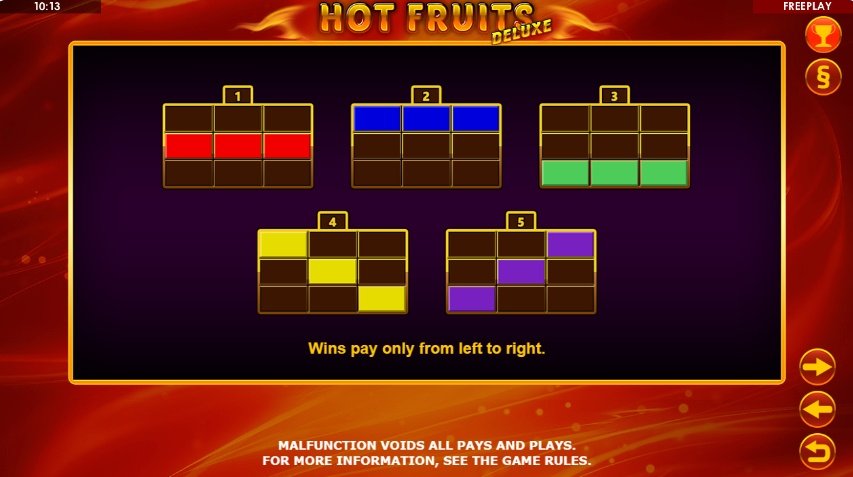 10:13
FREEPLAY
HOT FRUITS
DELUXE
§
1
2
3
4
5
Wins pay only from left to right.
MALFUNCTION VOIDS ALL PAYS AND PLAYS.
FOR MORE INFORMATION, SEE THE GAME RULES.